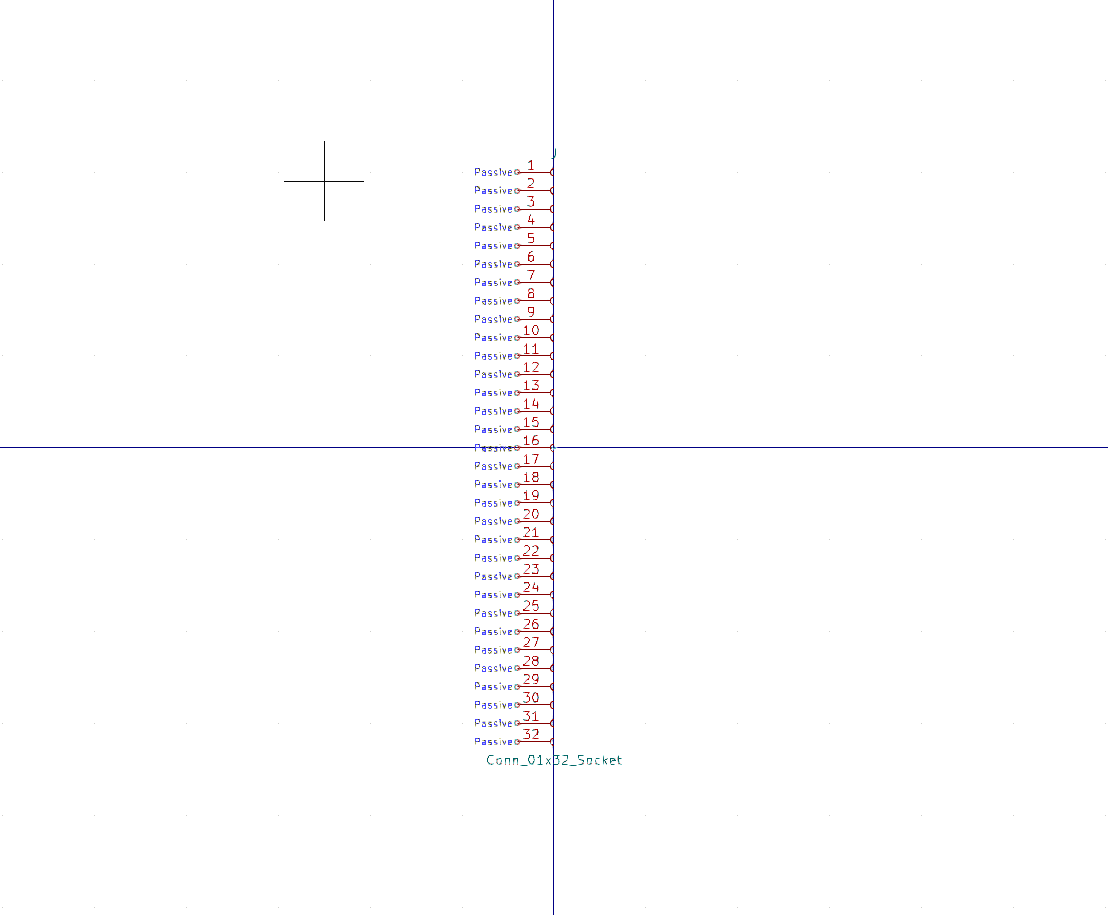 J
Passive 1
Passive 2
Passive 3
Passive 4
Passive 5
Passive 6
Passive 7
Passive 8
Passive 9
Passive 10
Passive 11
Passive 12
Passive 13
Passive 14
Passive 15
Passive 16
Passive 17
Passive 18
Passive 19
Passive 20
Passive 21
Passive 22
Passive 23
Passive 24
Passive 25
Passive 26
Passive 27
Passive 28
Passive 29
Passive 30
Passive 31
Passive 32
Conn_01x32_Socket